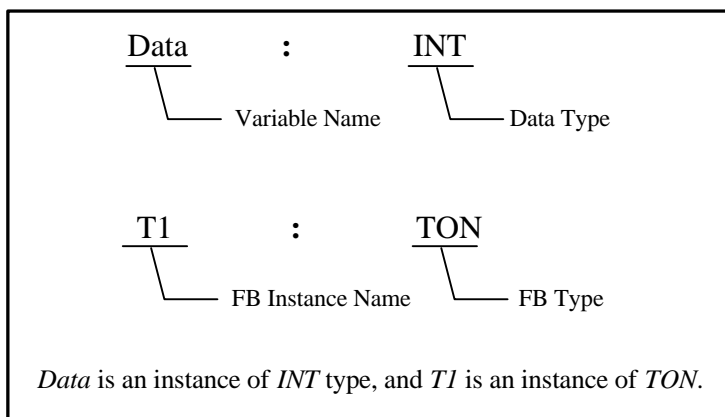 Data : INT
Variable Name Data Type
T1 : TON
FB Instance Name FB Type
Data is an instance of INT type, and T1 is an instance of TON.